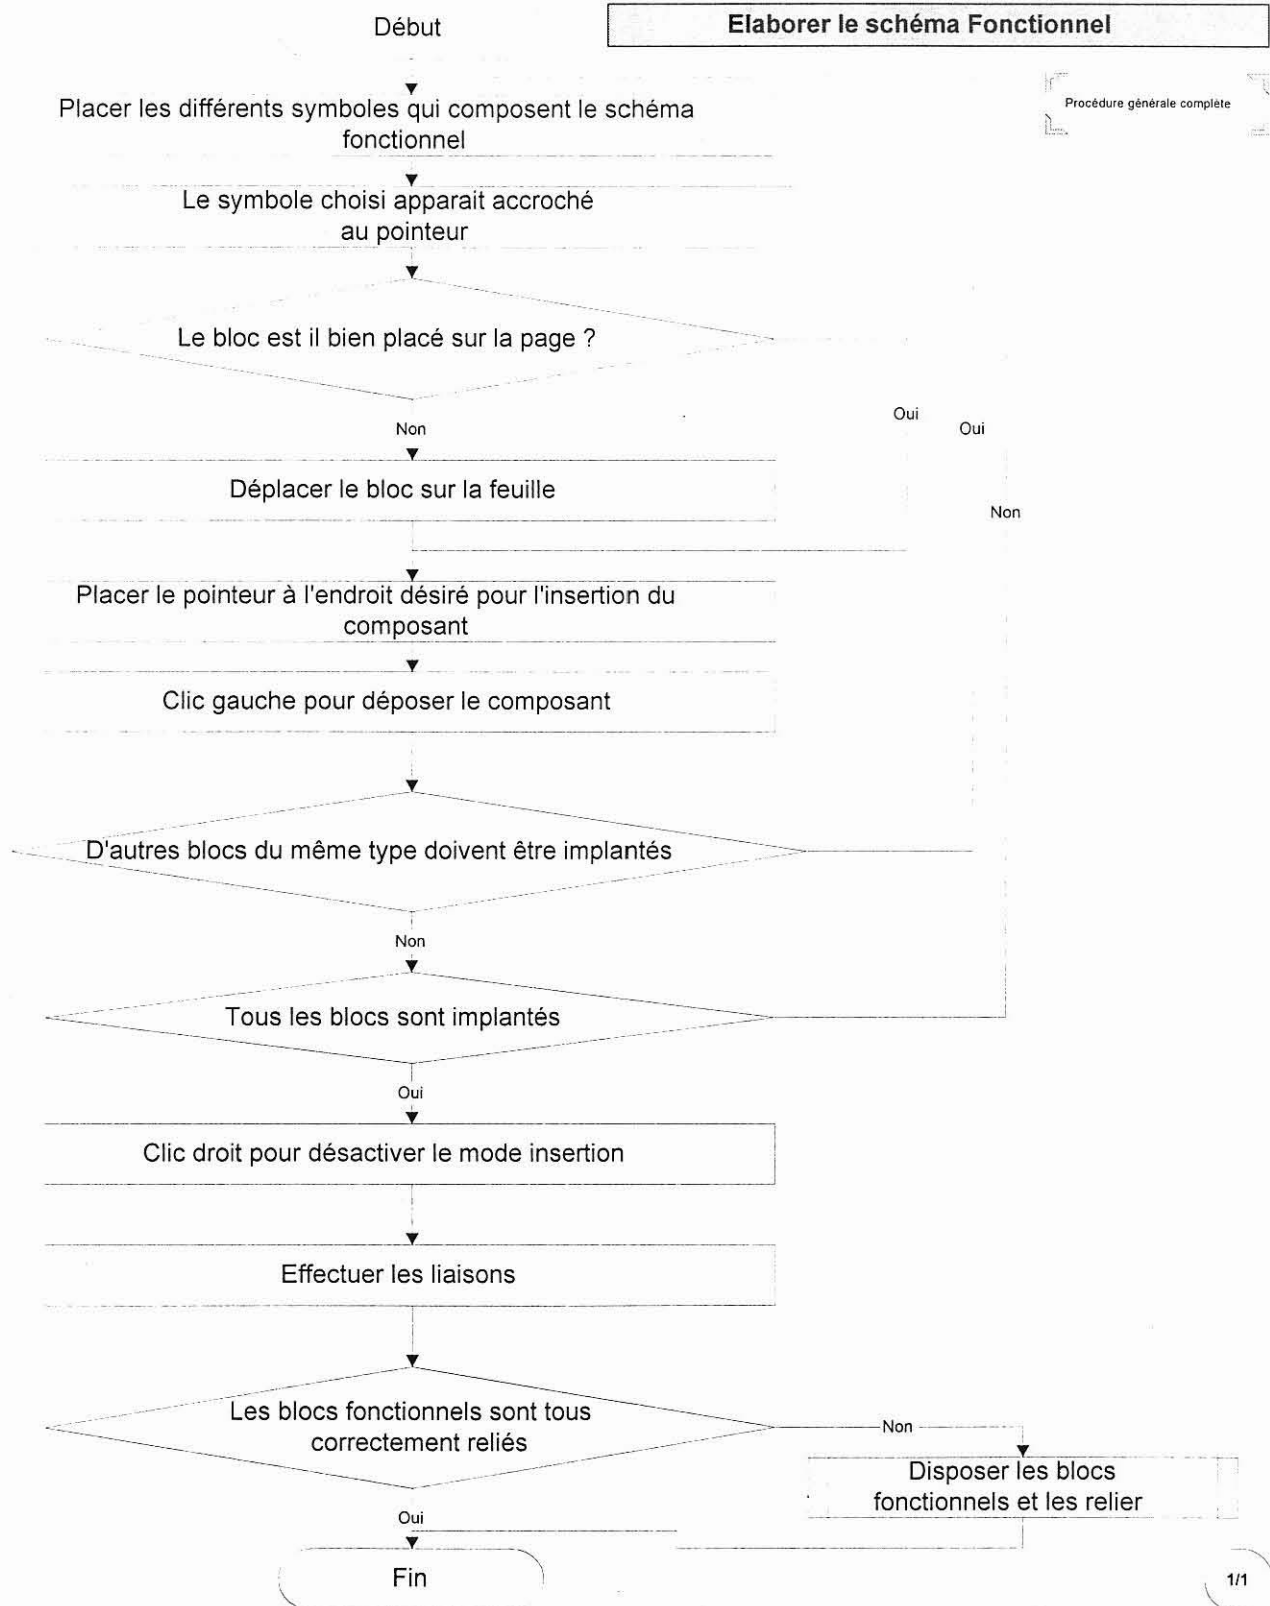 Début
Elaborer le schéma Fonctionnel
Procédure générale complète
Placer les différents symboles qui composent le schéma
fonctionnel
Le symbole choisi apparait accroché
au pointeur
Le bloc est il bien placé sur la page ?
Oui
Oui
Non
Déplacer le bloc sur la feuille
Non
Placer le pointeur à l'endroit désiré pour l'insertion du
composant
Clic gauche pour déposer le composant
D'autres blocs du même type doivent être implantés
Non
Tous les blocs sont implantés
Oui
Clic droit pour désactiver le mode insertion
Effectuer les liaisons
Les blocs fonctionnels sont tous
correctement reliés
Non
Disposer les blocs
fonctionnels et les relier
Oui
Fin
1/1